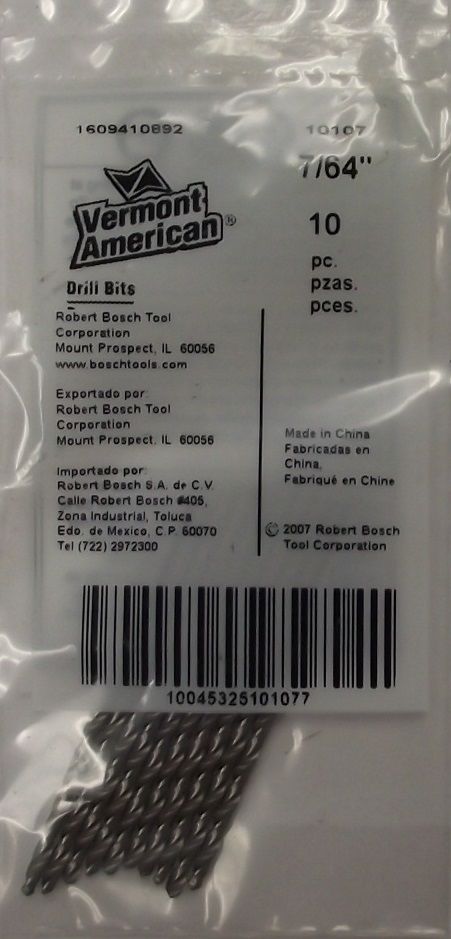 1609410892 10107
7/64"
Vermont
American®
10
pc.
pzas.
pces.
Drill Bits
Robert Bosch Tool
Corporation
Mount Prospect, IL 60056
www.boschtools.com
Exportado por:
Robert Bosch Tool
Corporation
Mount Prospect, IL 60056
Importado por:
Robert Bosch S.A. de C.V.
Calle Robert Bosch #405,
Zona Industrial, Toluca
Edo. de Mexico, C.P. 60070
Tel (722) 2972300
Made in China
Fabricadas en
China,
Fabriqué en Chine
© 2007 Robert Bosch
Tool Corporation
10045325101077